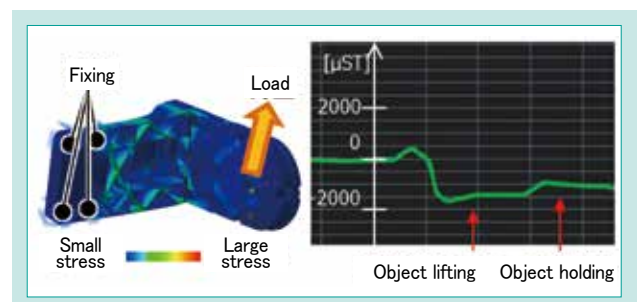 Fixing
Load
Small
stress
Large
stress
[μST]
2000
0
-2000
Object lifting
Object holding